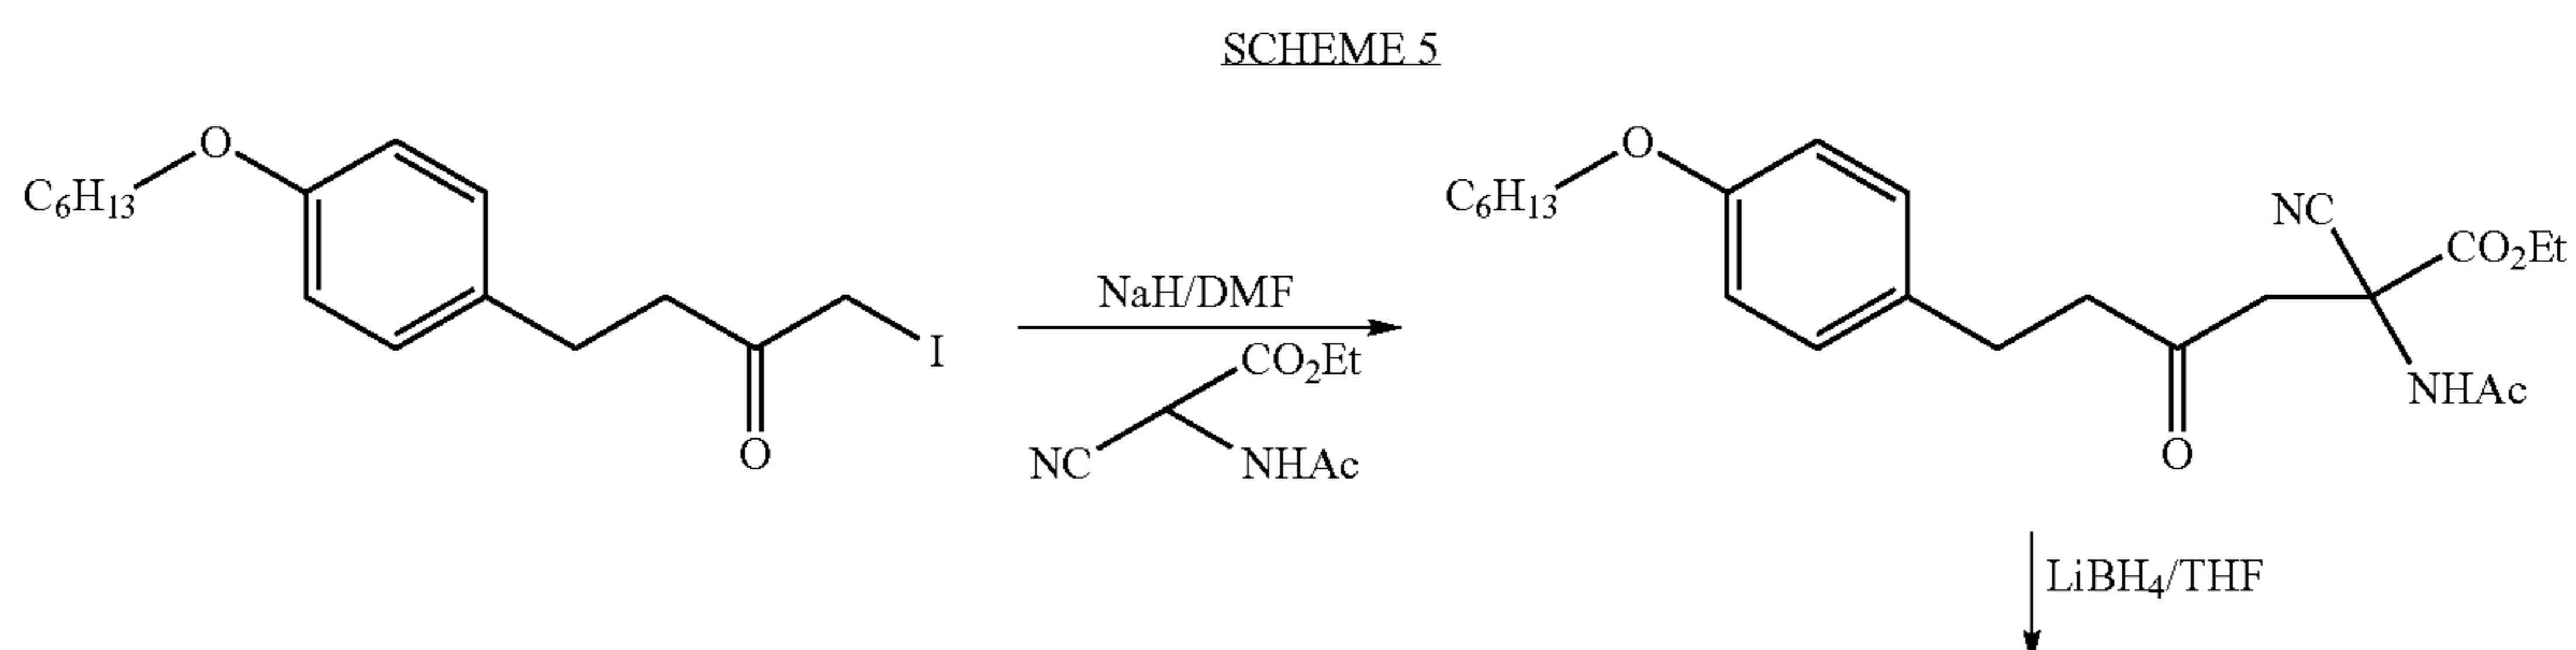 SCHEME 5
O
C₆H₁₃
I
O
NaH/DMF
CO₂Et
NC
NHAc
O
C₆H₁₃
NC
CO₂Et
NHAc
O
LiBH₄/THF